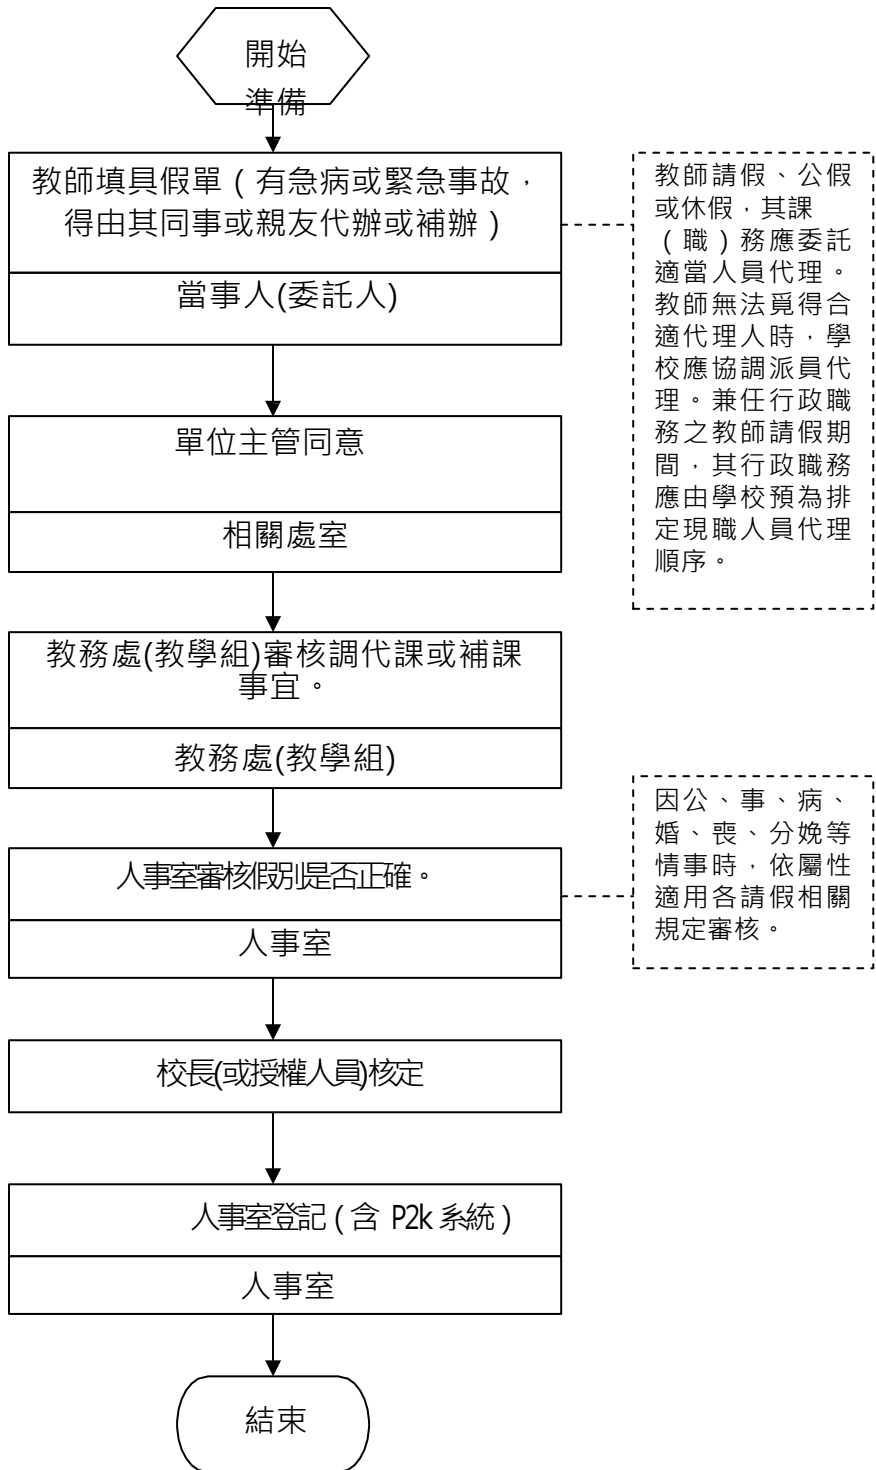 開始
準備
教師填具假單（有急病或緊急事故，
得由其同事或親友代辦或補辦）
當事人(委託人)
教師請假、公假
或休假，其課
（職）務應委託
適當人員代理。
教師無法覓得合
適代理人時，學
校應協調派員代
理。兼任行政職
務之教師請假期
間，其行政職務
應由學校預為排
定現職人員代理
順序。
單位主管同意
相關處室
教務處(教學組)審核調代課或補課
事宜。
教務處(教學組)
人事室審核假別是否正確。
人事室
因公、事、病、
婚、喪、分娩等
情事時，依屬性
適用各請假相關
規定審核。
校長(或授權人員)核定
人事室登記（含 P2k 系統）
人事室
結束